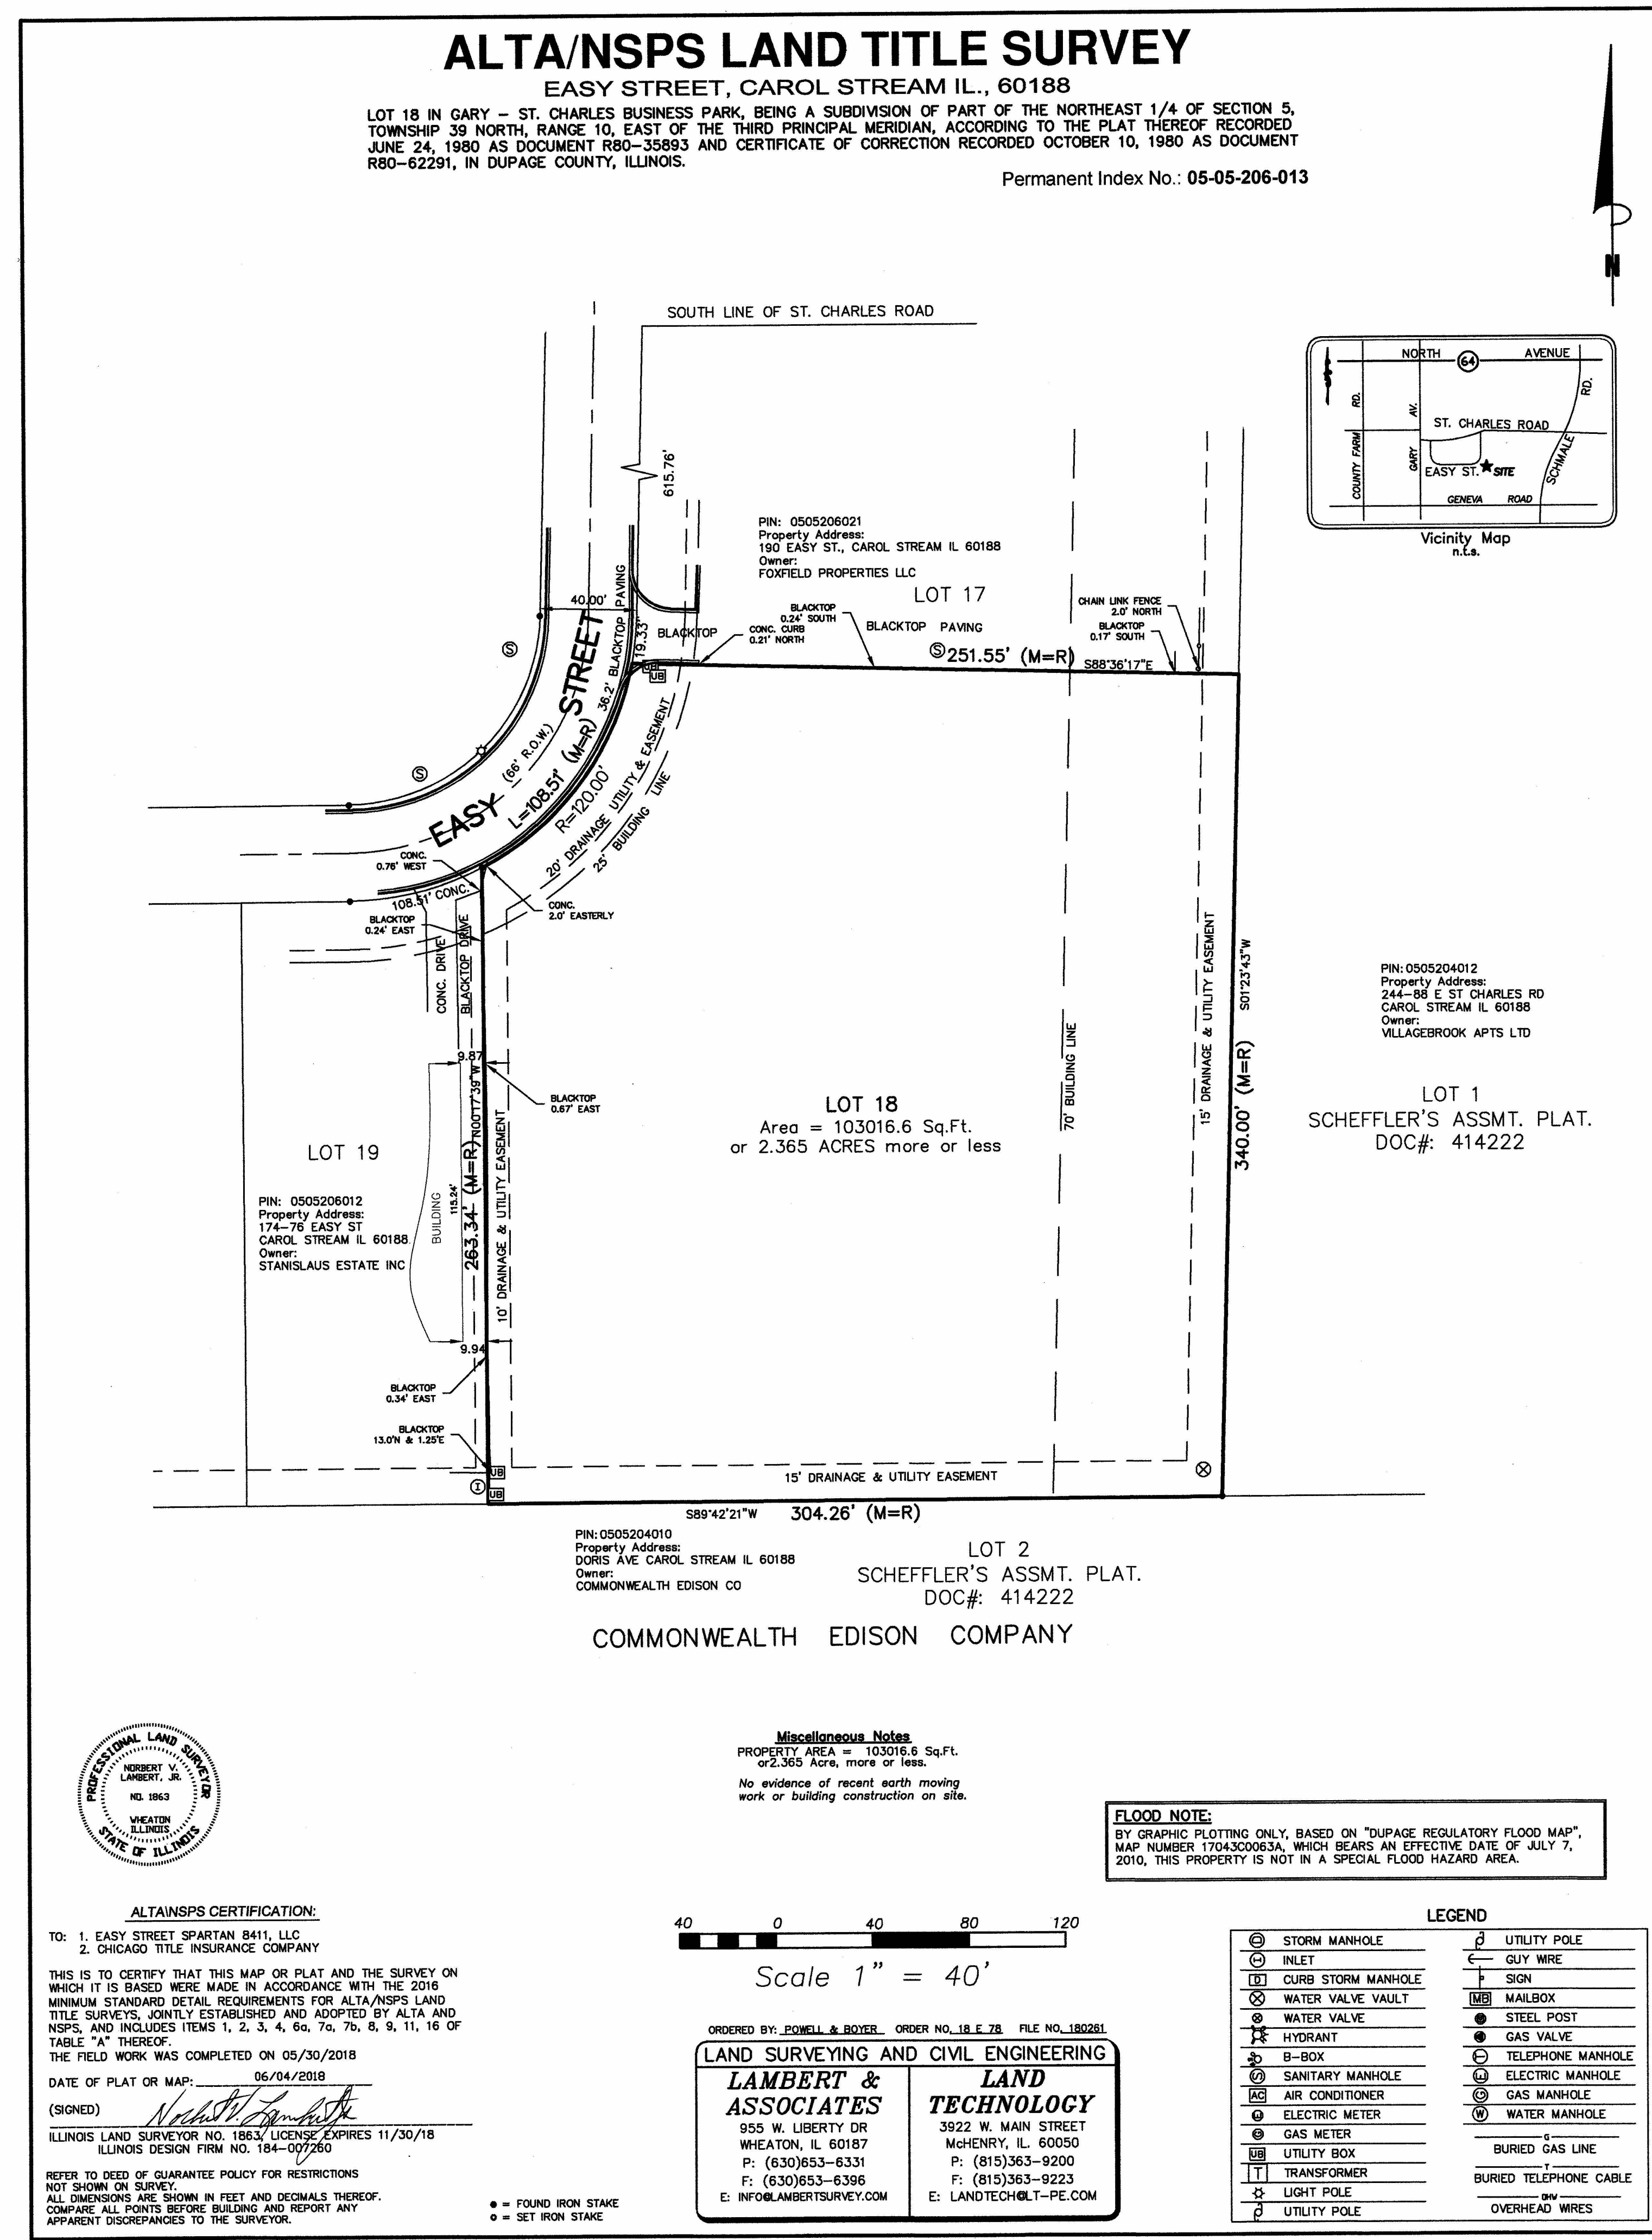 ALTA/NSPS LAND TITLE SURVEY
EASY STREET, CAROL STREAM IL., 60188
LOT 18 IN GARY – ST. CHARLES BUSINESS PARK, BEING A SUBDIVISION OF PART OF THE NORTHEAST 1/4 OF SECTION 5,
TOWNSHIP 39 NORTH, RANGE 10, EAST OF THE THIRD PRINCIPAL MERIDIAN, ACCORDING TO THE PLAT THEREOF RECORDED
JUNE 24, 1980 AS DOCUMENT R80–35893 AND CERTIFICATE OF CORRECTION RECORDED OCTOBER 10, 1980 AS DOCUMENT
R80–62291, IN DUPAGE COUNTY, ILLINOIS.
Permanent Index No.: 05-05-206-013
N
SOUTH LINE OF ST. CHARLES ROAD
NORTH
64
AVENUE
COUNTY FARM RD.
GARY AV.
ST. CHARLES ROAD
EASY ST.
SITE
SCHMALE RD.
GENEVA ROAD
Vicinity Map
n.t.s.
615.76'
PIN: 0505206021
Property Address:
190 EASY ST., CAROL STREAM IL 60188
Owner:
FOXFIELD PROPERTIES LLC
LOT 17
BLACKTOP
0.24' SOUTH
CONC. CURB
0.21' NORTH
BLACKTOP PAVING
CHAIN LINK FENCE
2.0' NORTH
BLACKTOP
0.17' SOUTH
S
251.55' (M=R)
S88°36'17"E
40.00'
BLACKTOP
19.33'
36.2' BLACKTOP PAVING
UB
UB
S
S
EASY STREET
(66' R.O.W.)
L=108.51' (M=R)
R=120.00'
20' DRAINAGE UTILITY & EASEMENT
25' BUILDING LINE
CONC.
0.76' WEST
108.51' CONC.
BLACKTOP
0.24' EAST
CONC.
2.0' EASTERLY
CONC. DRIVE
BLACKTOP DRIVE
9.87
N00°17'39"W
263.34' (M=R)
BLACKTOP
0.67' EAST
10' DRAINAGE & UTILITY EASEMENT
BUILDING
115.24'
9.94
LOT 19
PIN: 0505206012
Property Address:
174–76 EASY ST
CAROL STREAM IL 60188
Owner:
STANISLAUS ESTATE INC
BLACKTOP
0.34' EAST
BLACKTOP
13.0'N & 1.25'E
UB
I
UB
LOT 18
Area = 103016.6 Sq.Ft.
or 2.365 ACRES more or less
70' BUILDING LINE
15' DRAINAGE & UTILITY EASEMENT
340.00' (M=R)
S01°23'43"W
PIN: 0505204012
Property Address:
244–88 E ST CHARLES RD
CAROL STREAM IL 60188
Owner:
VILLAGEBROOK APTS LTD
LOT 1
SCHEFFLER'S ASSMT. PLAT.
DOC#: 414222
15' DRAINAGE & UTILITY EASEMENT
S89°42'21"W
304.26' (M=R)
PIN: 0505204010
Property Address:
DORIS AVE CAROL STREAM IL 60188
Owner:
COMMONWEALTH EDISON CO
LOT 2
SCHEFFLER'S ASSMT. PLAT.
DOC#: 414222
COMMONWEALTH EDISON COMPANY
PROFESSIONAL LAND SURVEYOR
NORBERT V.
LAMBERT, JR.
NO. 1863
WHEATON
ILLINOIS
STATE OF ILLINOIS
Miscellaneous Notes
PROPERTY AREA = 103016.6 Sq.Ft.
or2.365 Acre, more or less.
No evidence of recent earth moving
work or building construction on site.
FLOOD NOTE:
BY GRAPHIC PLOTTING ONLY, BASED ON "DUPAGE REGULATORY FLOOD MAP",
MAP NUMBER 17043C0063A, WHICH BEARS AN EFFECTIVE DATE OF JULY 7,
2010, THIS PROPERTY IS NOT IN A SPECIAL FLOOD HAZARD AREA.
ALTA\NSPS CERTIFICATION:
TO: 1. EASY STREET SPARTAN 8411, LLC
2. CHICAGO TITLE INSURANCE COMPANY
THIS IS TO CERTIFY THAT THIS MAP OR PLAT AND THE SURVEY ON
WHICH IT IS BASED WERE MADE IN ACCORDANCE WITH THE 2016
MINIMUM STANDARD DETAIL REQUIREMENTS FOR ALTA/NSPS LAND
TITLE SURVEYS, JOINTLY ESTABLISHED AND ADOPTED BY ALTA AND
NSPS, AND INCLUDES ITEMS 1, 2, 3, 4, 6a, 7a, 7b, 8, 9, 11, 16 OF
TABLE "A" THEREOF.
THE FIELD WORK WAS COMPLETED ON 05/30/2018
DATE OF PLAT OR MAP: 06/04/2018
(SIGNED) Norbert V. Lambert Jr
ILLINOIS LAND SURVEYOR NO. 1863, LICENSE EXPIRES 11/30/18
ILLINOIS DESIGN FIRM NO. 184–007260
REFER TO DEED OF GUARANTEE POLICY FOR RESTRICTIONS
NOT SHOWN ON SURVEY.
ALL DIMENSIONS ARE SHOWN IN FEET AND DECIMALS THEREOF.
COMPARE ALL POINTS BEFORE BUILDING AND REPORT ANY
APPARENT DISCREPANCIES TO THE SURVEYOR.
● = FOUND IRON STAKE
o = SET IRON STAKE
40 0 40 80 120
Scale 1" = 40'
ORDERED BY: POWELL & BOYER ORDER NO. 18 E 78 FILE NO. 180261
LAND SURVEYING AND CIVIL ENGINEERING
LAMBERT &
ASSOCIATES
955 W. LIBERTY DR
WHEATON, IL 60187
P: (630)653–6331
F: (630)653–6396
E: INFO@LAMBERTSURVEY.COM
LAND
TECHNOLOGY
3922 W. MAIN STREET
McHENRY, IL. 60050
P: (815)363–9200
F: (815)363–9223
E: LANDTECH@LT–PE.COM
LEGEND
STORM MANHOLE
INLET
D CURB STORM MANHOLE
WATER VALVE VAULT
WATER VALVE
HYDRANT
B–BOX
SANITARY MANHOLE
AC AIR CONDITIONER
ELECTRIC METER
GAS METER
UB UTILITY BOX
T TRANSFORMER
LIGHT POLE
UTILITY POLE
UTILITY POLE
GUY WIRE
SIGN
MB MAILBOX
STEEL POST
GAS VALVE
TELEPHONE MANHOLE
ELECTRIC MANHOLE
GAS MANHOLE
W WATER MANHOLE
G
BURIED GAS LINE
T
BURIED TELEPHONE CABLE
OHW
OVERHEAD WIRES